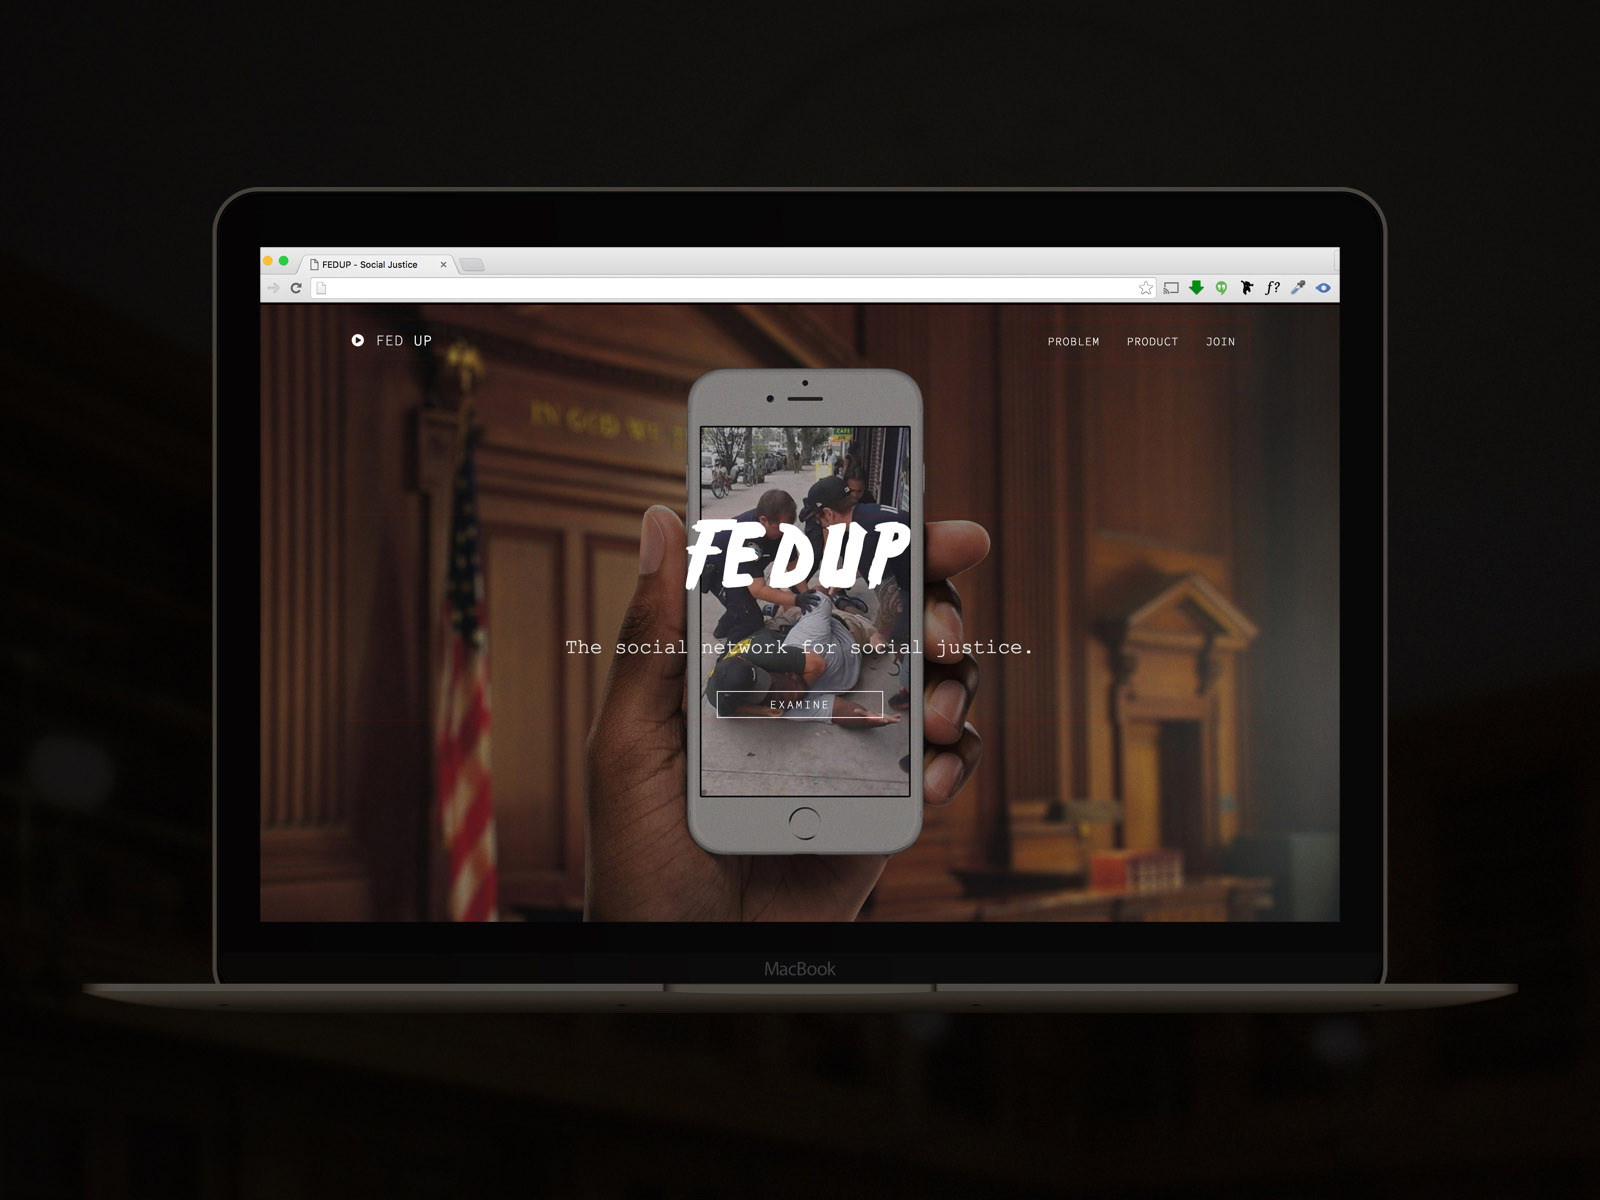 FEDUP - Social Justice
f?
FED UP
PROBLEM PRODUCT JOIN
IN GOD WE
CAFE
FEDUP
The social network for social justice.
EXAMINE
MacBook